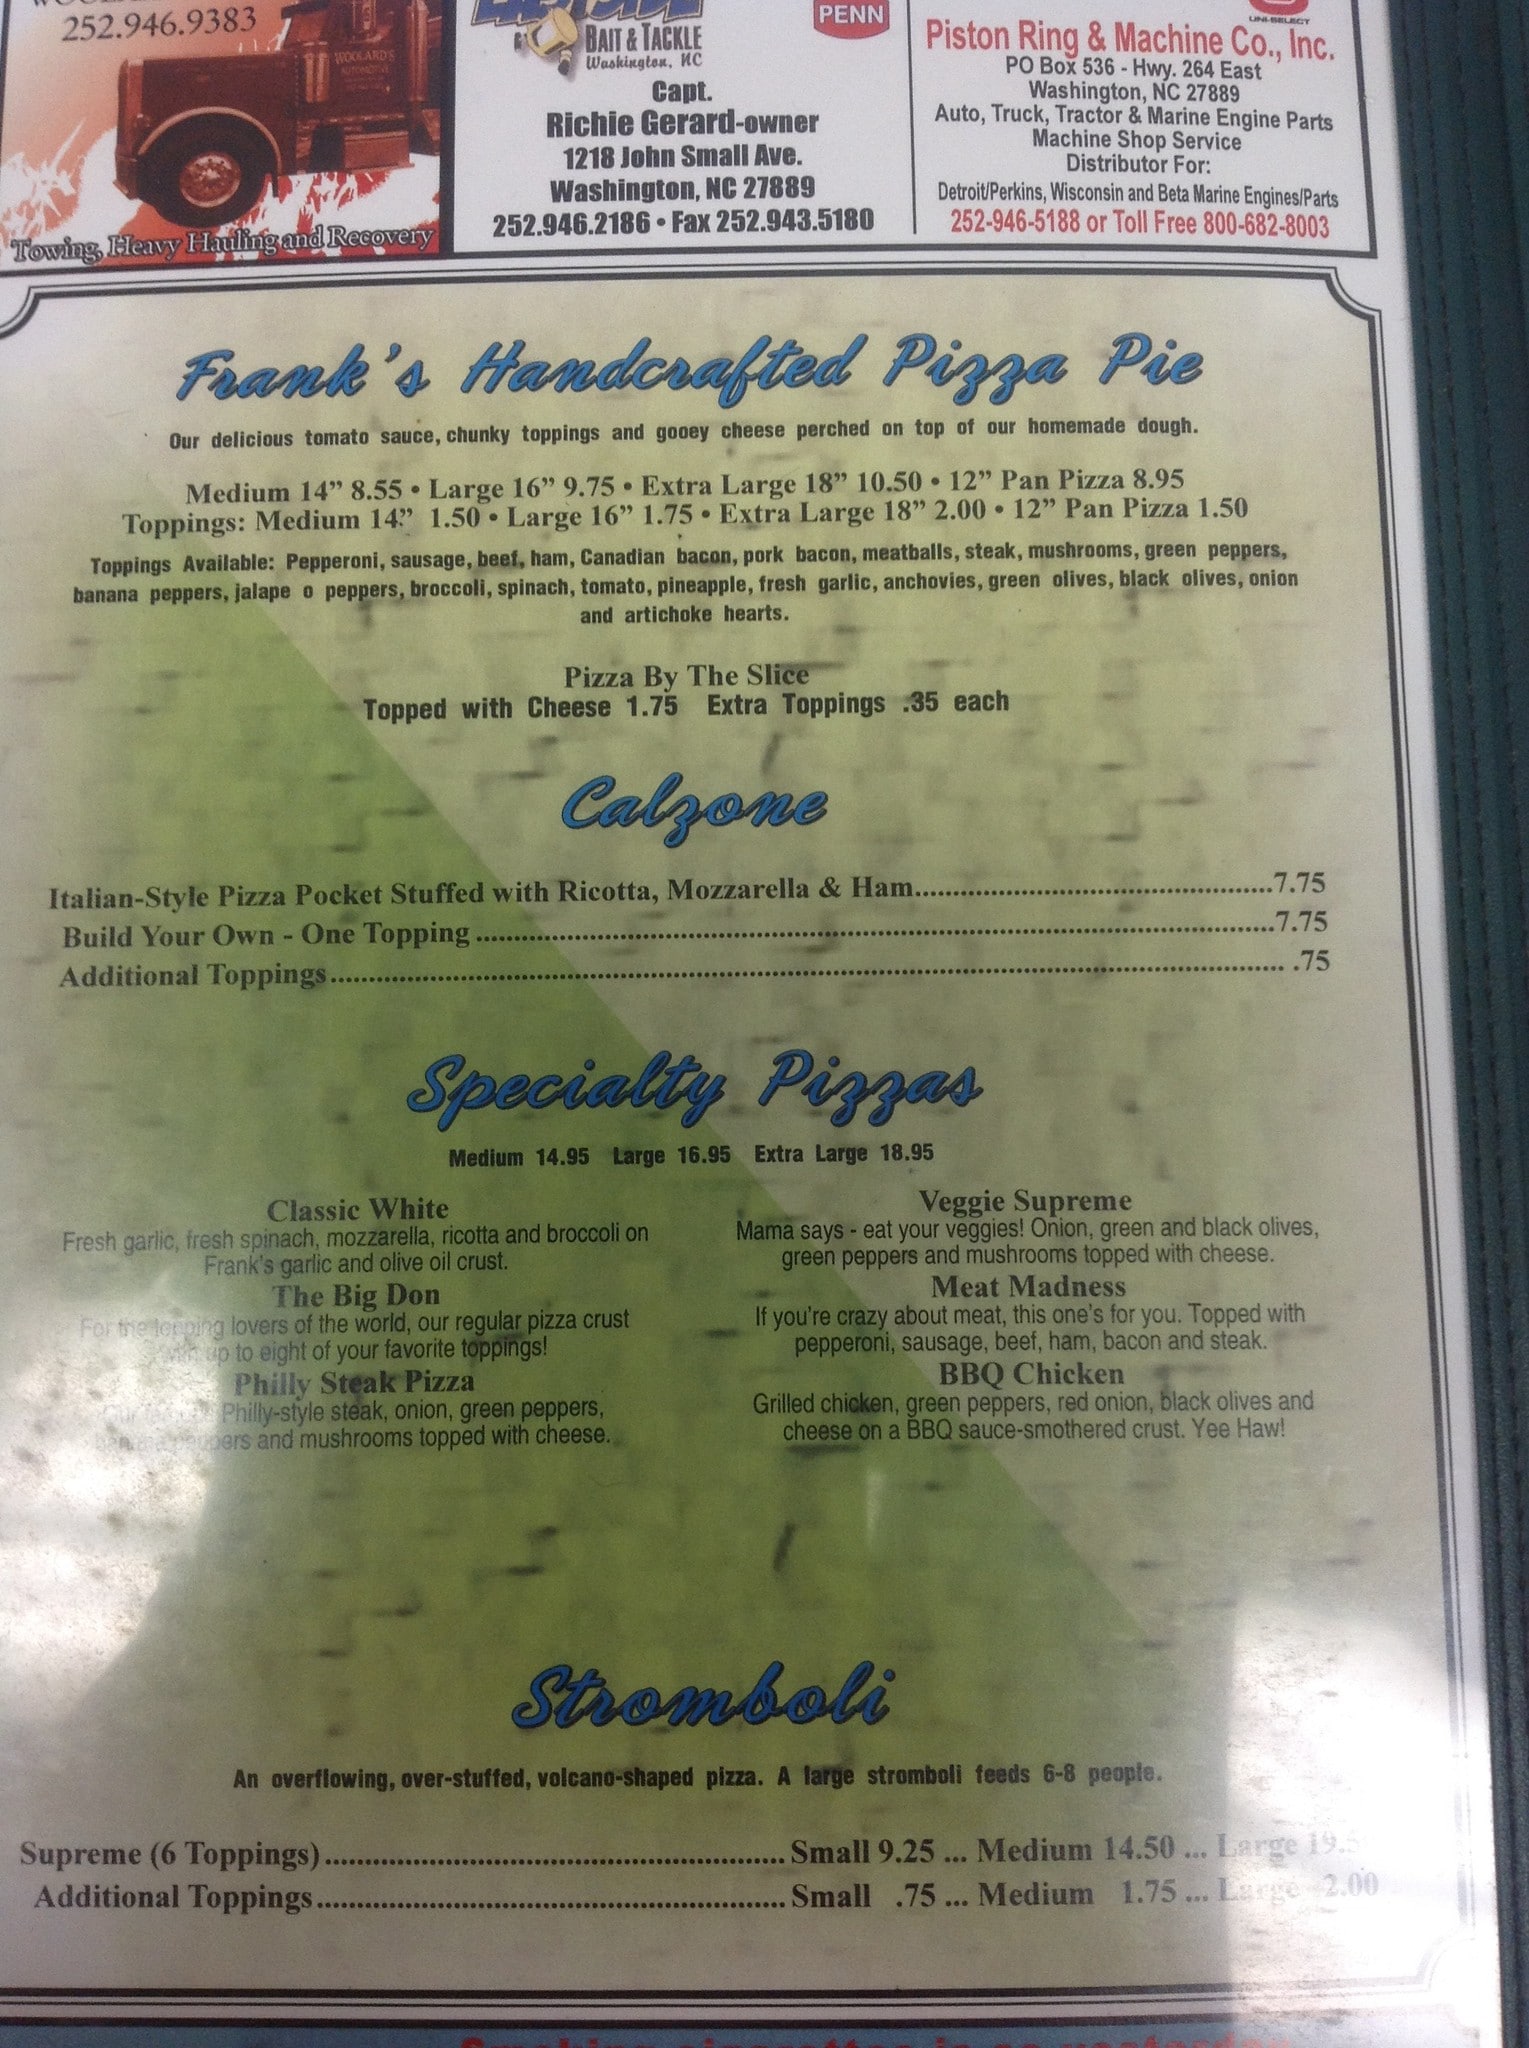 252.946.9383
WOOLARD'S
AUTOMOTIVE
Towing, Heavy Hauling and Recovery
BAIT & TACKLE
Washington, NC
PENN
Capt.
Richie Gerard-owner
1218 John Small Ave.
Washington, NC 27889
252.946.2186 • Fax 252.943.5180
UNI-SELECT
Piston Ring & Machine Co., Inc.
PO Box 536 - Hwy. 264 East
Washington, NC 27889
Auto, Truck, Tractor & Marine Engine Parts
Machine Shop Service
Distributor For:
Detroit/Perkins, Wisconsin and Beta Marine Engines/Parts
252-946-5188 or Toll Free 800-682-8003
Frank's Handcrafted Pizza Pie
Our delicious tomato sauce, chunky toppings and gooey cheese perched on top of our homemade dough.
Medium 14" 8.55 • Large 16" 9.75 • Extra Large 18" 10.50 • 12" Pan Pizza 8.95
Toppings: Medium 14" 1.50 • Large 16" 1.75 • Extra Large 18" 2.00 • 12" Pan Pizza 1.50
Toppings Available: Pepperoni, sausage, beef, ham, Canadian bacon, pork bacon, meatballs, steak, mushrooms, green peppers,
banana peppers, jalape o peppers, broccoli, spinach, tomato, pineapple, fresh garlic, anchovies, green olives, black olives, onion
and artichoke hearts.
Pizza By The Slice
Topped with Cheese 1.75 Extra Toppings .35 each
Calzone
Italian-Style Pizza Pocket Stuffed with Ricotta, Mozzarella & Ham.......7.75
Build Your Own - One Topping.......7.75
Additional Toppings....... .75
Specialty Pizzas
Medium 14.95 Large 16.95 Extra Large 18.95
Classic White
Fresh garlic, fresh spinach, mozzarella, ricotta and broccoli on
Frank's garlic and olive oil crust.
The Big Don
For the topping lovers of the world, our regular pizza crust
up to eight of your favorite toppings!
Philly Steak Pizza
Philly-style steak, onion, green peppers,
peppers and mushrooms topped with cheese.
Veggie Supreme
Mama says - eat your veggies! Onion, green and black olives,
green peppers and mushrooms topped with cheese.
Meat Madness
If you're crazy about meat, this one's for you. Topped with
pepperoni, sausage, beef, ham, bacon and steak.
BBQ Chicken
Grilled chicken, green peppers, red onion, black olives and
cheese on a BBQ sauce-smothered crust. Yee Haw!
Stromboli
An overflowing, over-stuffed, volcano-shaped pizza. A large stromboli feeds 6-8 people.
Supreme (6 Toppings).......Small 9.25 ... Medium 14.50 ... Large
Additional Toppings.......Small .75 ... Medium 1.75 ... Large 2.00